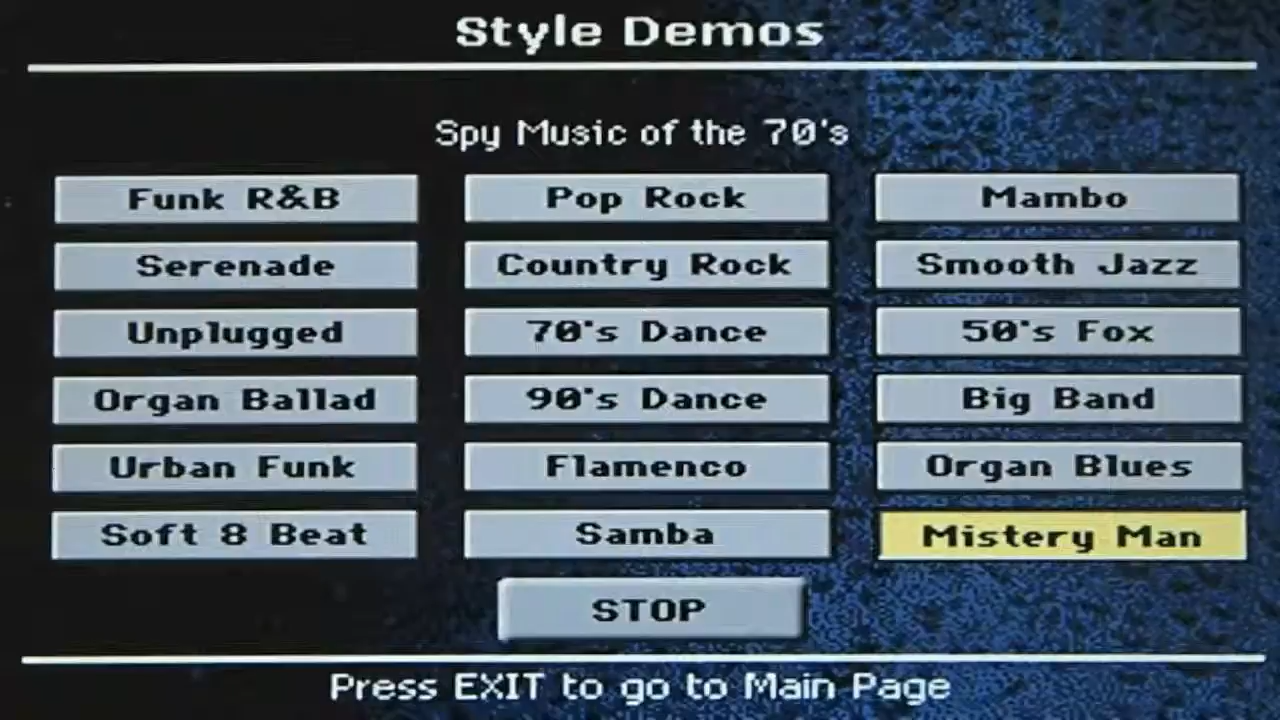 Style Demos
Spy Music of the 70's
Funk R&B Pop Rock Mambo
Serenade Country Rock Smooth Jazz
Unplugged 70's Dance 50's Fox
Organ Ballad 90's Dance Big Band
Urban Funk Flamenco Organ Blues
Soft 8 Beat Samba Mistery Man
STOP
Press EXIT to go to Main Page